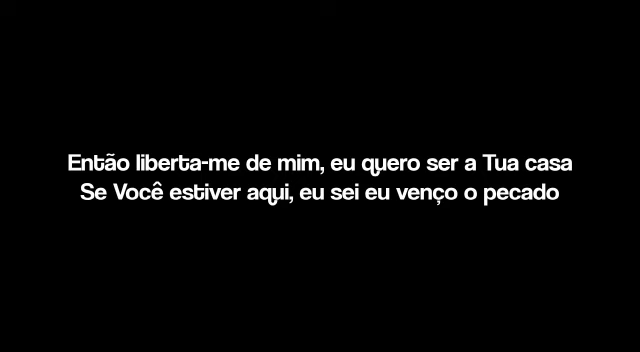 Então liberta-me de mim, eu quero ser a Tua casa
Se Você estiver aqui, eu sei eu venço o pecado